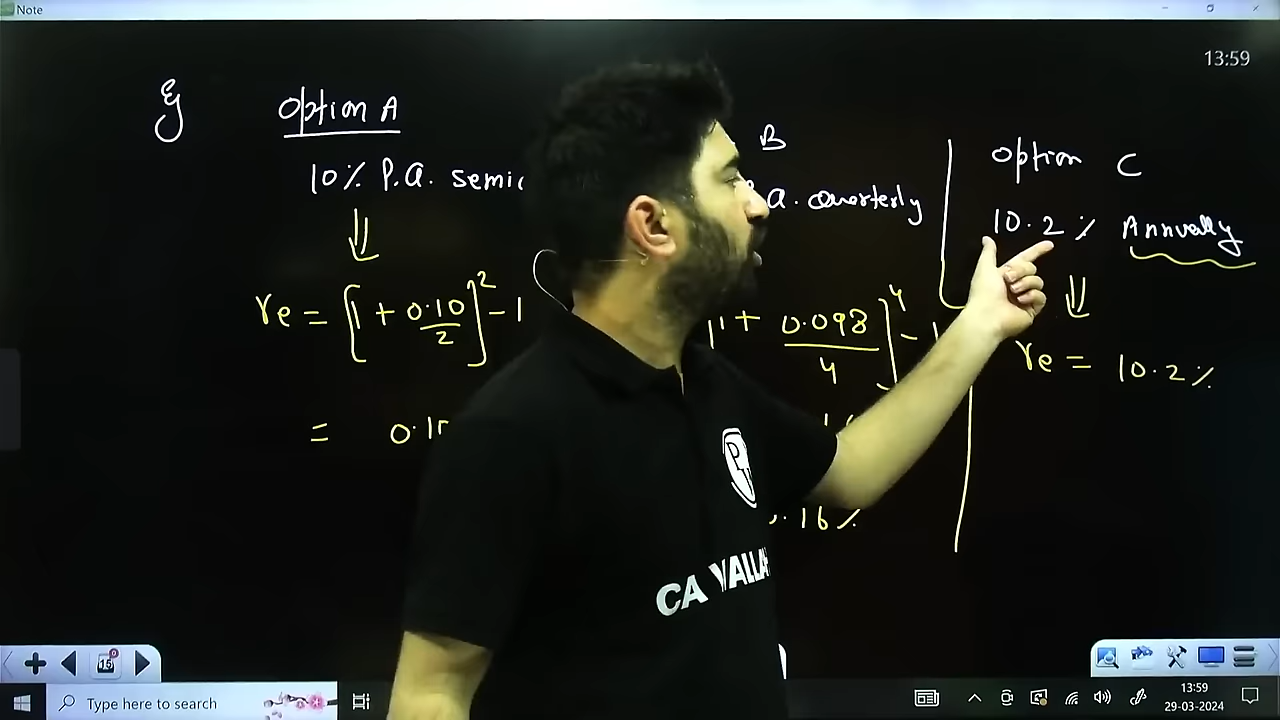 Note
13:59
Eg
Option A
10% P.A. semi
re = [1 + 0.10/2]^2 - 1
= 0.1
B
a. Quarterly
1 + 0.098/4]^4 - 1
.16%
Option C
10.2% Annually
re = 10.2%
CA WALLAH
15
Type here to search
13:59
29-03-2024